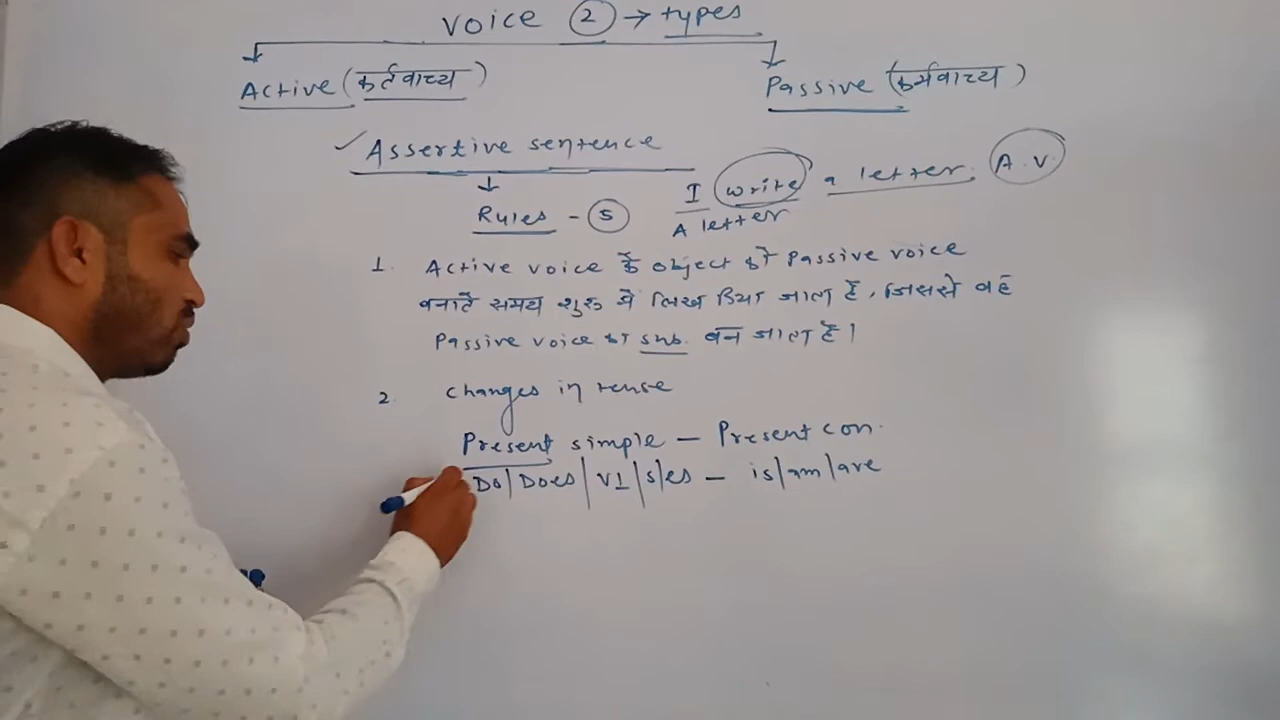 Voice ② → types
Active (कर्तवाच्य) Passive (कर्मवाच्य)
✓ Assertive sentence
I write a letter. A.V.
Rules - ⑤ A letter
1. Active voice के object को Passive voice
बनाते समय शुरु में लिख दिया जाता है, जिससे वह
Passive voice का sub. बन जाता है।
2. Changes in tense
Present simple – Present con.
Do|Does|V1|s|es – is|am|are